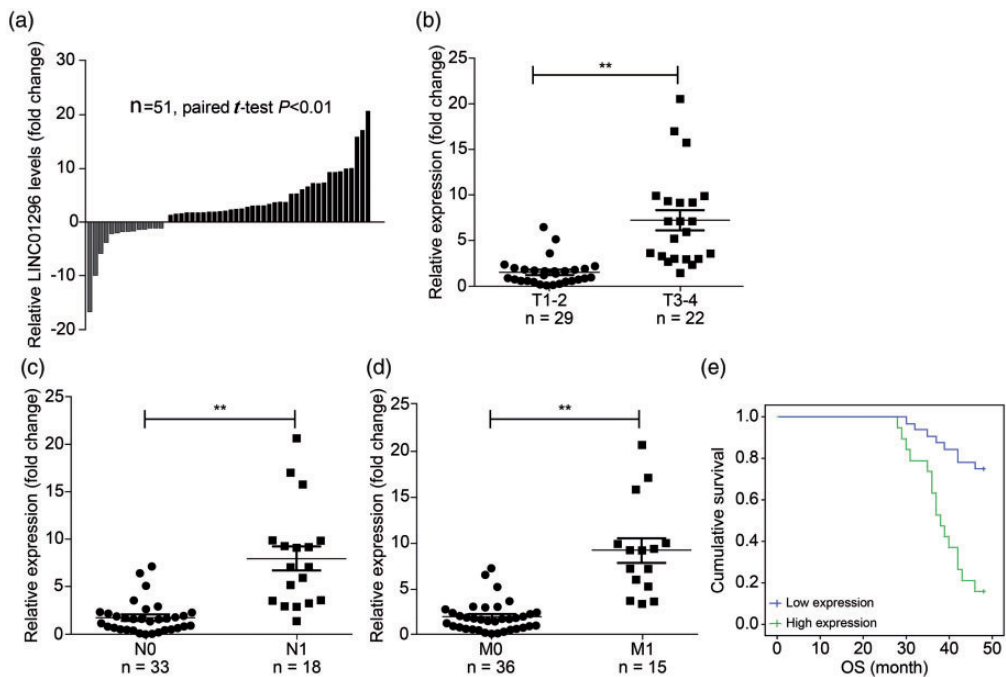 (a)
Relative LINC01296 levels (fold change)
30
20
10
0
-10
-20
n=51, paired t-test P<0.01
(b)
Relative expression (fold change)
25
20
15
10
5
0
**
T1-2
n = 29
T3-4
n = 22
(c)
Relative expression (fold change)
25
20
15
10
5
0
**
N0
n = 33
N1
n = 18
(d)
Relative expression (fold change)
25
20
15
10
5
0
**
M0
n = 36
M1
n = 15
(e)
Cumulative survival
1.0
0.8
0.6
0.4
0.2
0.0
Low expression
High expression
0 10 20 30 40 50
OS (month)